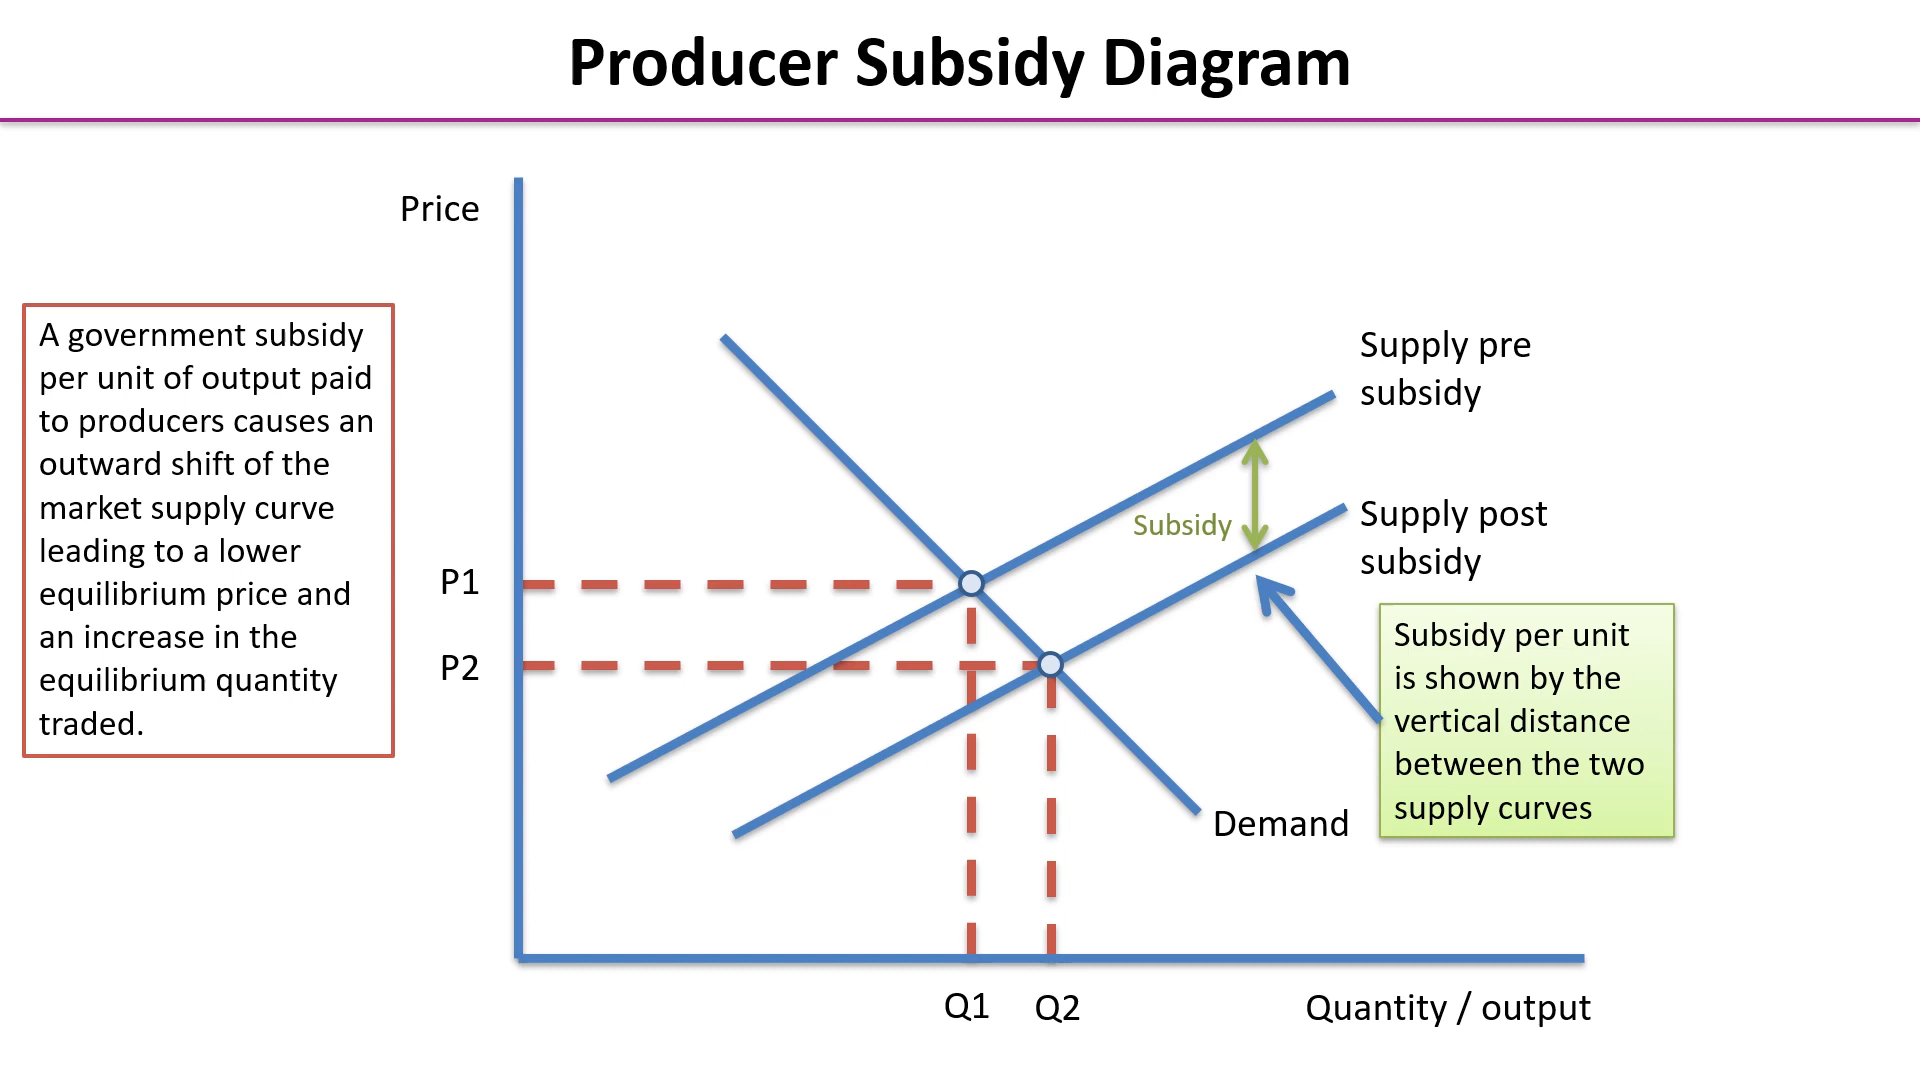 Producer Subsidy Diagram
Price
A government subsidy
per unit of output paid
to producers causes an
outward shift of the
market supply curve
leading to a lower
equilibrium price and
an increase in the
equilibrium quantity
traded.
Supply pre
subsidy
Subsidy
Supply post
subsidy
P1
P2
Subsidy per unit
is shown by the
vertical distance
between the two
supply curves
Demand
Q1
Q2
Quantity / output